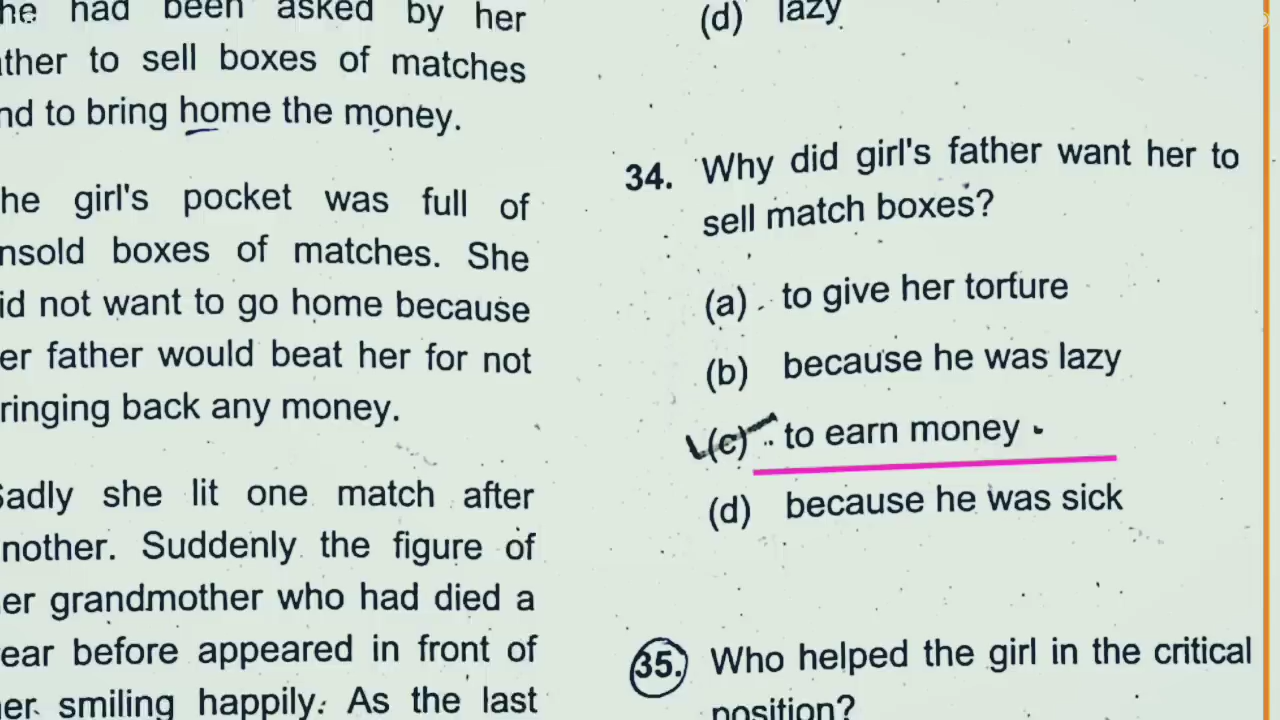 he had been asked by her
ther to sell boxes of matches
nd to bring home the money.
he girl's pocket was full of
nsold boxes of matches. She
id not want to go home because
er father would beat her for not
ringing back any money.
Sadly she lit one match after
nother. Suddenly the figure of
er grandmother who had died a
ear before appeared in front of
er smiling happily. As the last
(d) lazy
34. Why did girl's father want her to
sell match boxes?
(a) to give her torture
(b) because he was lazy
(c) to earn money
(d) because he was sick
35. Who helped the girl in the critical
position?